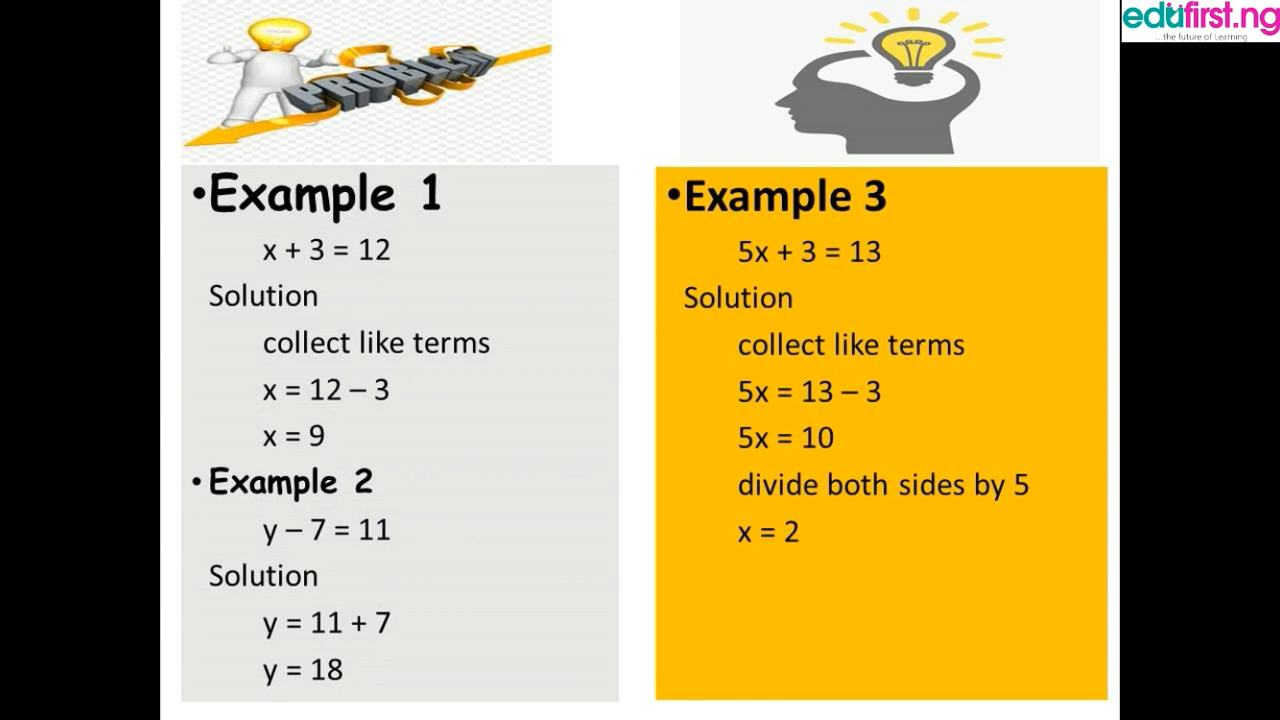 edufirst.ng
...the future of Learning
PROBLEM
•Example 1
x + 3 = 12
Solution
collect like terms
x = 12 – 3
x = 9
• Example 2
y – 7 = 11
Solution
y = 11 + 7
y = 18
•Example 3
5x + 3 = 13
Solution
collect like terms
5x = 13 – 3
5x = 10
divide both sides by 5
x = 2